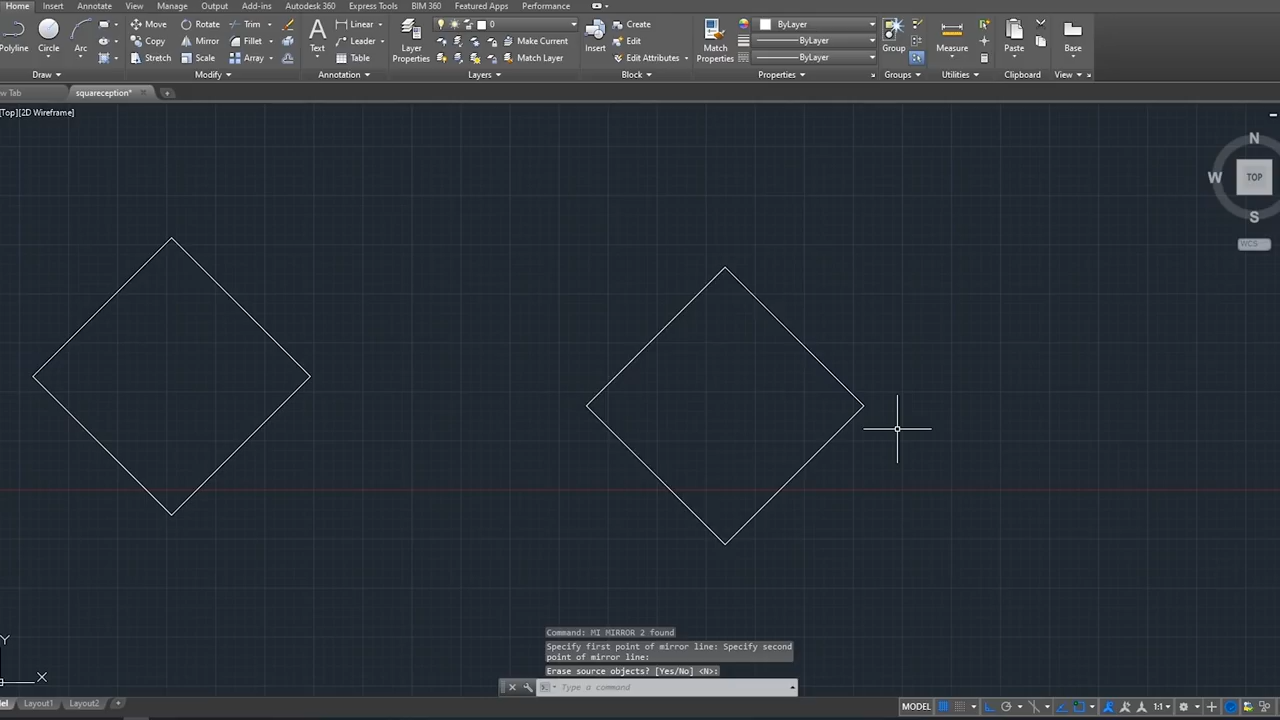 Home Insert Annotate View Manage Output Add-ins Autodesk 360 Express Tools BIM 360 Featured Apps Performance
Polyline Circle Arc Move Rotate Trim Text Linear Layer Properties 0 Insert Create Match Properties ByLayer Group Measure Paste Base
Copy Mirror Fillet Leader Make Current Edit ByLayer
Stretch Scale Array Table Match Layer Edit Attributes ByLayer
Draw Modify Annotation Layers Block Properties Groups Utilities Clipboard View
w Tab squareception*
[Top][2D Wireframe]
N
W TOP
S
WCS
Command: MI MIRROR 2 found
Specify first point of mirror line: Specify second
point of mirror line:
Erase source objects? [Yes/No] <N>:
Type a command
Y
X
del Layout1 Layout2 + MODEL 1:1